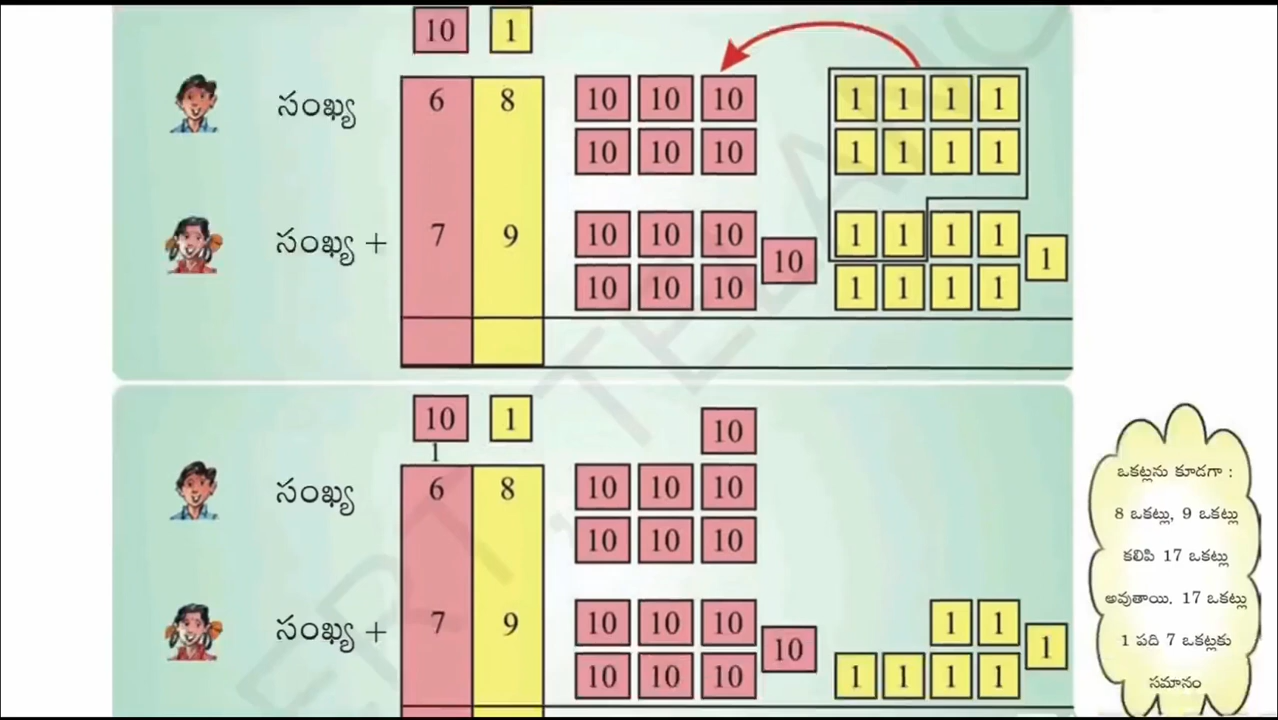 10 1
సంఖ్య 6 8 10 10 10 1 1 1 1
10 10 10 1 1 1 1
సంఖ్య + 7 9 10 10 10 10 1 1 1 1 1
10 10 10 1 1 1 1
10 1 10
1
సంఖ్య 6 8 10 10 10
10 10 10
సంఖ్య + 7 9 10 10 10 10 1 1 1
10 10 10 1 1 1 1
ఒకట్లను కూడగా :
8 ఒకట్లు, 9 ఒకట్లు
కలిపి 17 ఒకట్లు
అవుతాయి. 17 ఒకట్లు
1 పది 7 ఒకట్లకు
సమానం